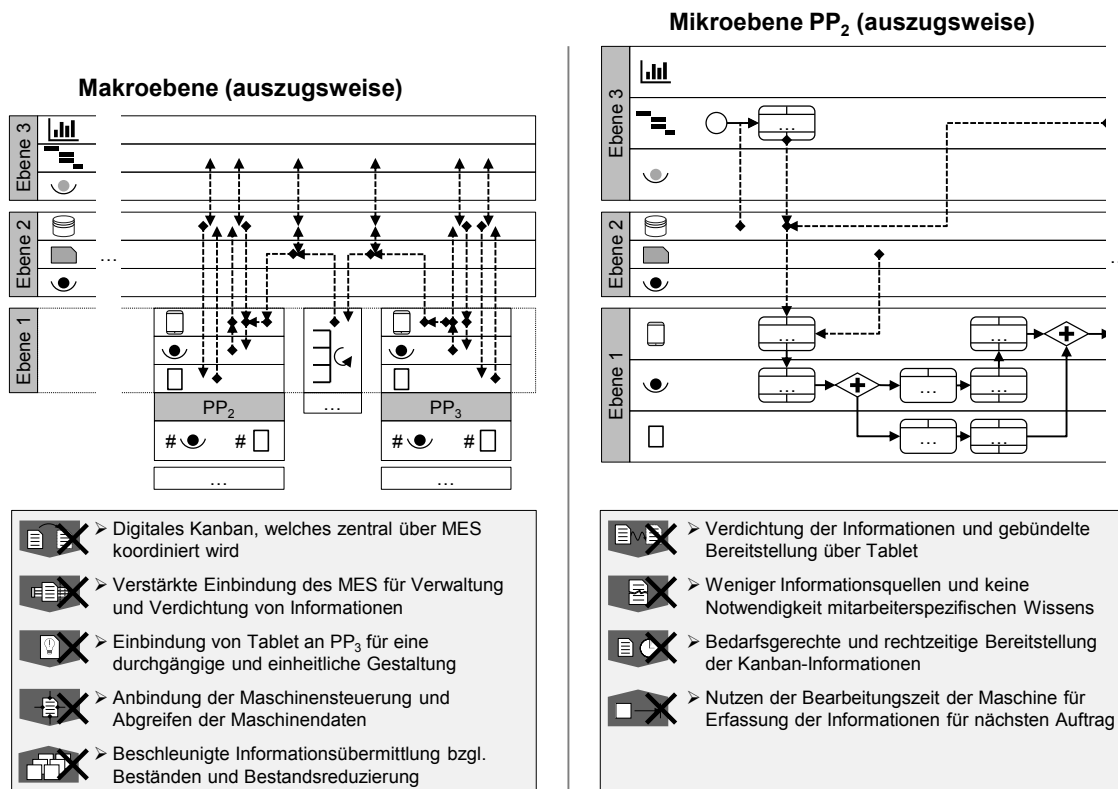 Makroebene (auszugsweise)
Ebene 3
Ebene 2
...
Ebene 1
PP2
...
PP3
#
#
#
#
...
...
➢ Digitales Kanban, welches zentral über MES
koordiniert wird
➢ Verstärkte Einbindung des MES für Verwaltung
und Verdichtung von Informationen
➢ Einbindung von Tablet an PP3 für eine
durchgängige und einheitliche Gestaltung
➢ Anbindung der Maschinensteuerung und
Abgreifen der Maschinendaten
➢ Beschleunigte Informationsübermittlung bzgl.
Beständen und Bestandsreduzierung
Mikroebene PP2 (auszugsweise)
Ebene 3
...
Ebene 2
Ebene 1
...
...
...
...
...
...
...
➢ Verdichtung der Informationen und gebündelte
Bereitstellung über Tablet
➢ Weniger Informationsquellen und keine
Notwendigkeit mitarbeiterspezifischen Wissens
➢ Bedarfsgerechte und rechtzeitige Bereitstellung
der Kanban-Informationen
➢ Nutzen der Bearbeitungszeit der Maschine für
Erfassung der Informationen für nächsten Auftrag